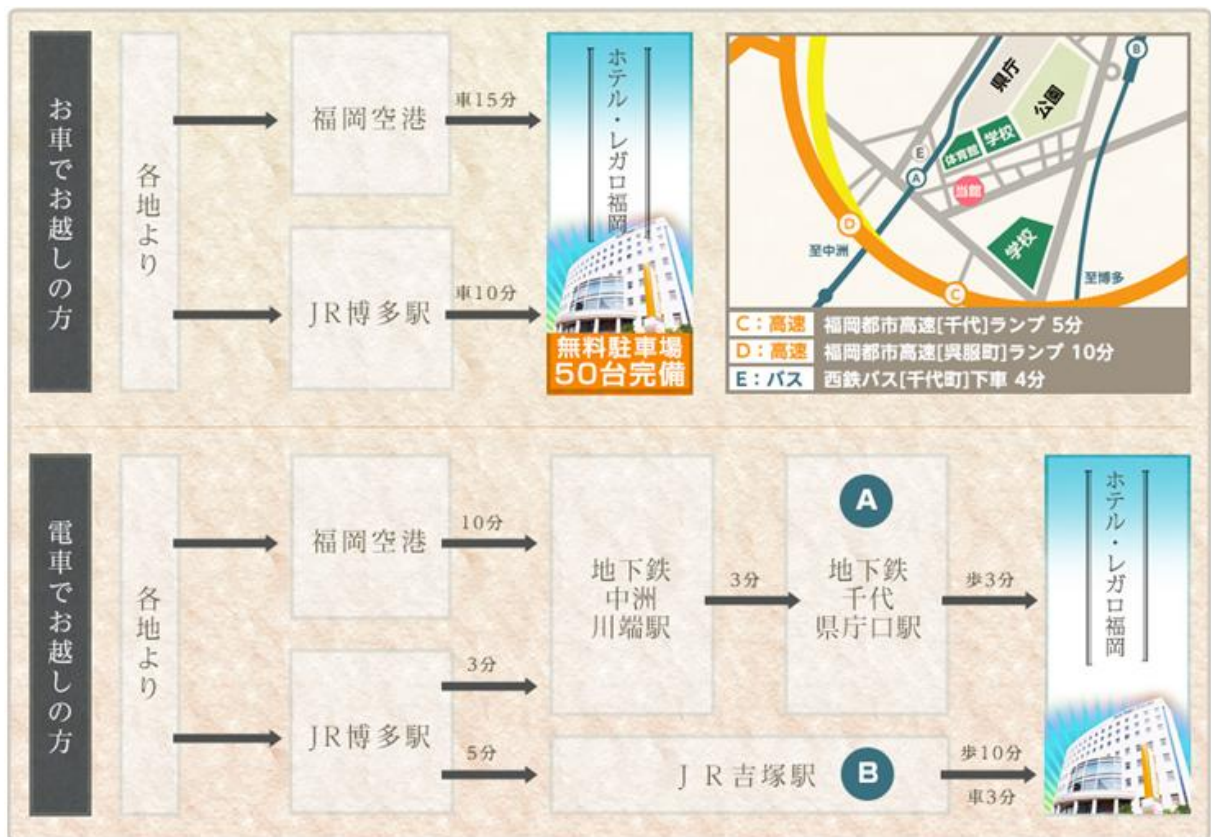 お車でお越しの方
各地より
福岡空港
車15分
JR博多駅
車10分
ホテル・レガロ福岡
無料駐車場
50台完備
県庁
公園
B
体育館
学校
E
A
当館
D
学校
至中洲
至博多
C
C：高速 福岡都市高速[千代]ランプ 5分
D：高速 福岡都市高速[呉服町]ランプ 10分
E：バス 西鉄バス[千代町]下車 4分
電車でお越しの方
各地より
福岡空港
10分
JR博多駅
3分
5分
地下鉄
中洲
川端駅
3分
A
地下鉄
千代
県庁口駅
歩3分
JR吉塚駅 B
歩10分
車3分
ホテル・レガロ福岡